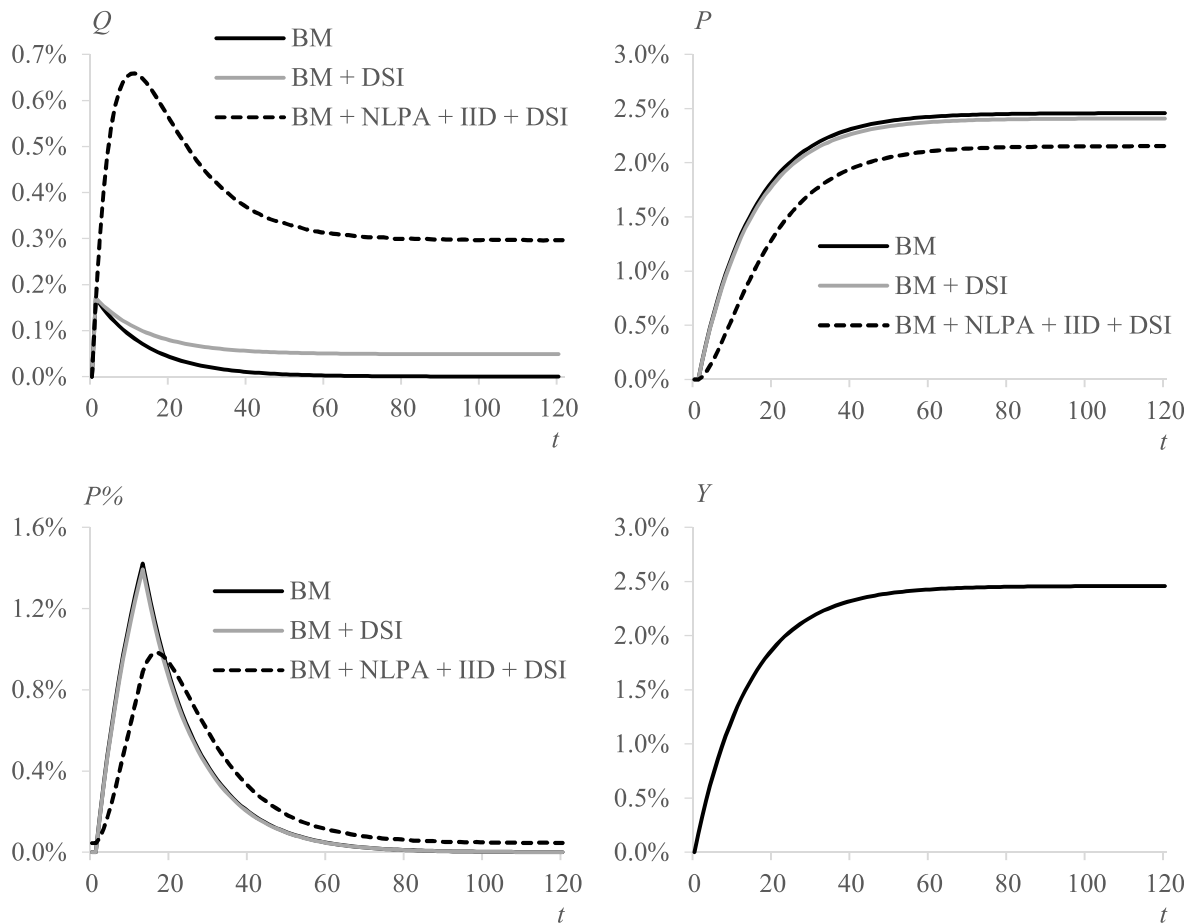 Q
0.7%
0.6%
0.5%
0.4%
0.3%
0.2%
0.1%
0.0%
0 20 40 60 80 100 120
t
BM
BM + DSI
BM + NLPA + IID + DSI
P
3.0%
2.5%
2.0%
1.5%
1.0%
0.5%
0.0%
0 20 40 60 80 100 120
t
BM
BM + DSI
BM + NLPA + IID + DSI
P%
1.6%
1.2%
0.8%
0.4%
0.0%
0 20 40 60 80 100 120
t
BM
BM + DSI
BM + NLPA + IID + DSI
Y
3.0%
2.5%
2.0%
1.5%
1.0%
0.5%
0.0%
0 20 40 60 80 100 120
t